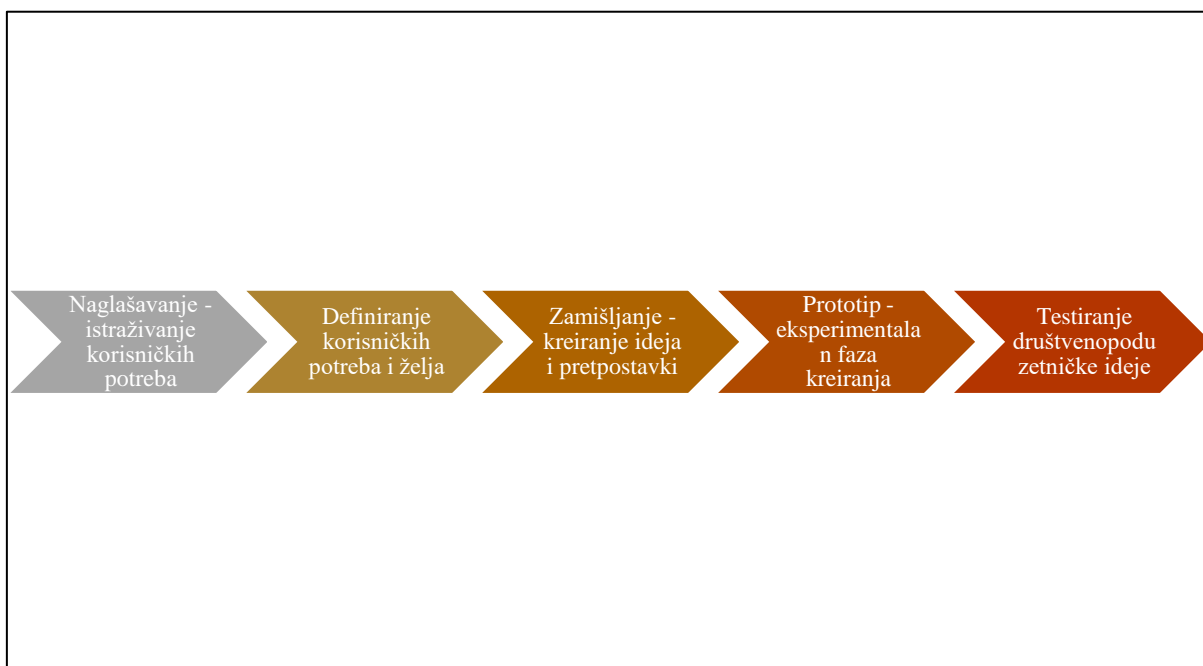 Naglašavanje -
istraživanje
korisničkih
potreba
Definiranje
korisničkih
potreba i želja
Zamišljanje -
kreiranje ideja
i pretpostavki
Prototip -
eksperimentala
n faza
kreiranja
Testiranje
društvenopodu
zetničke ideje